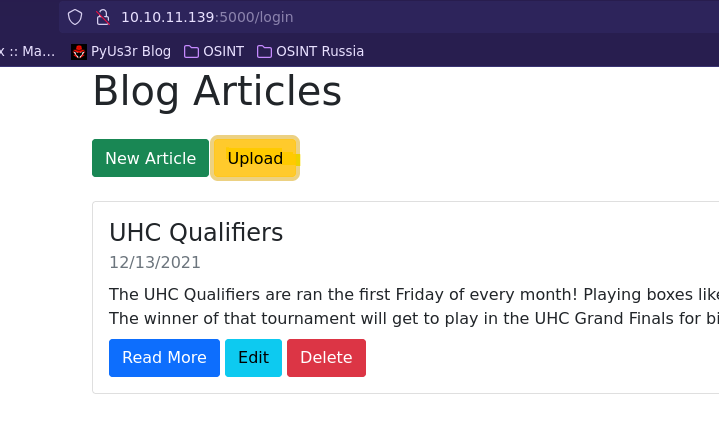 10.10.11.139:5000/login
x :: Ma… PyUs3r Blog OSINT OSINT Russia
Blog Articles
New Article Upload
UHC Qualifiers
12/13/2021
The UHC Qualifiers are ran the first Friday of every month! Playing boxes like
The winner of that tournament will get to play in the UHC Grand Finals for bi
Read More Edit Delete